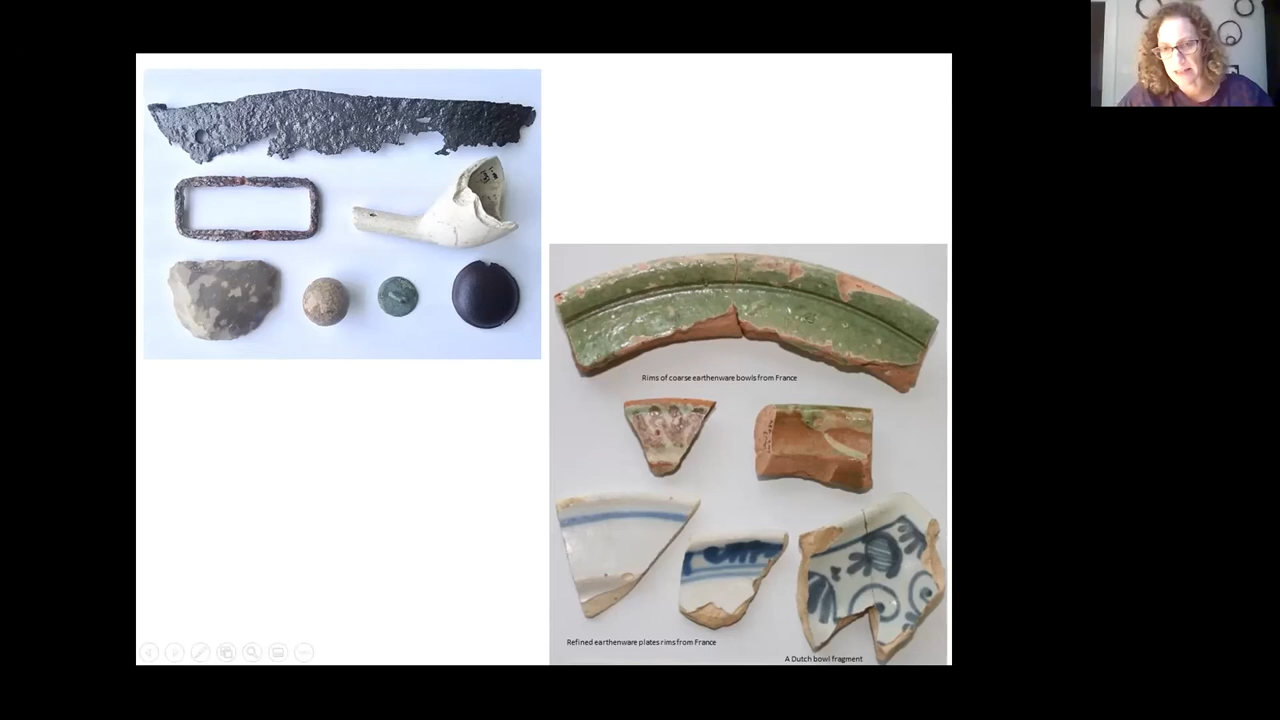 Rims of coarse earthenware bowls from France
Refined earthenware plates rims from France
A Dutch bowl fragment